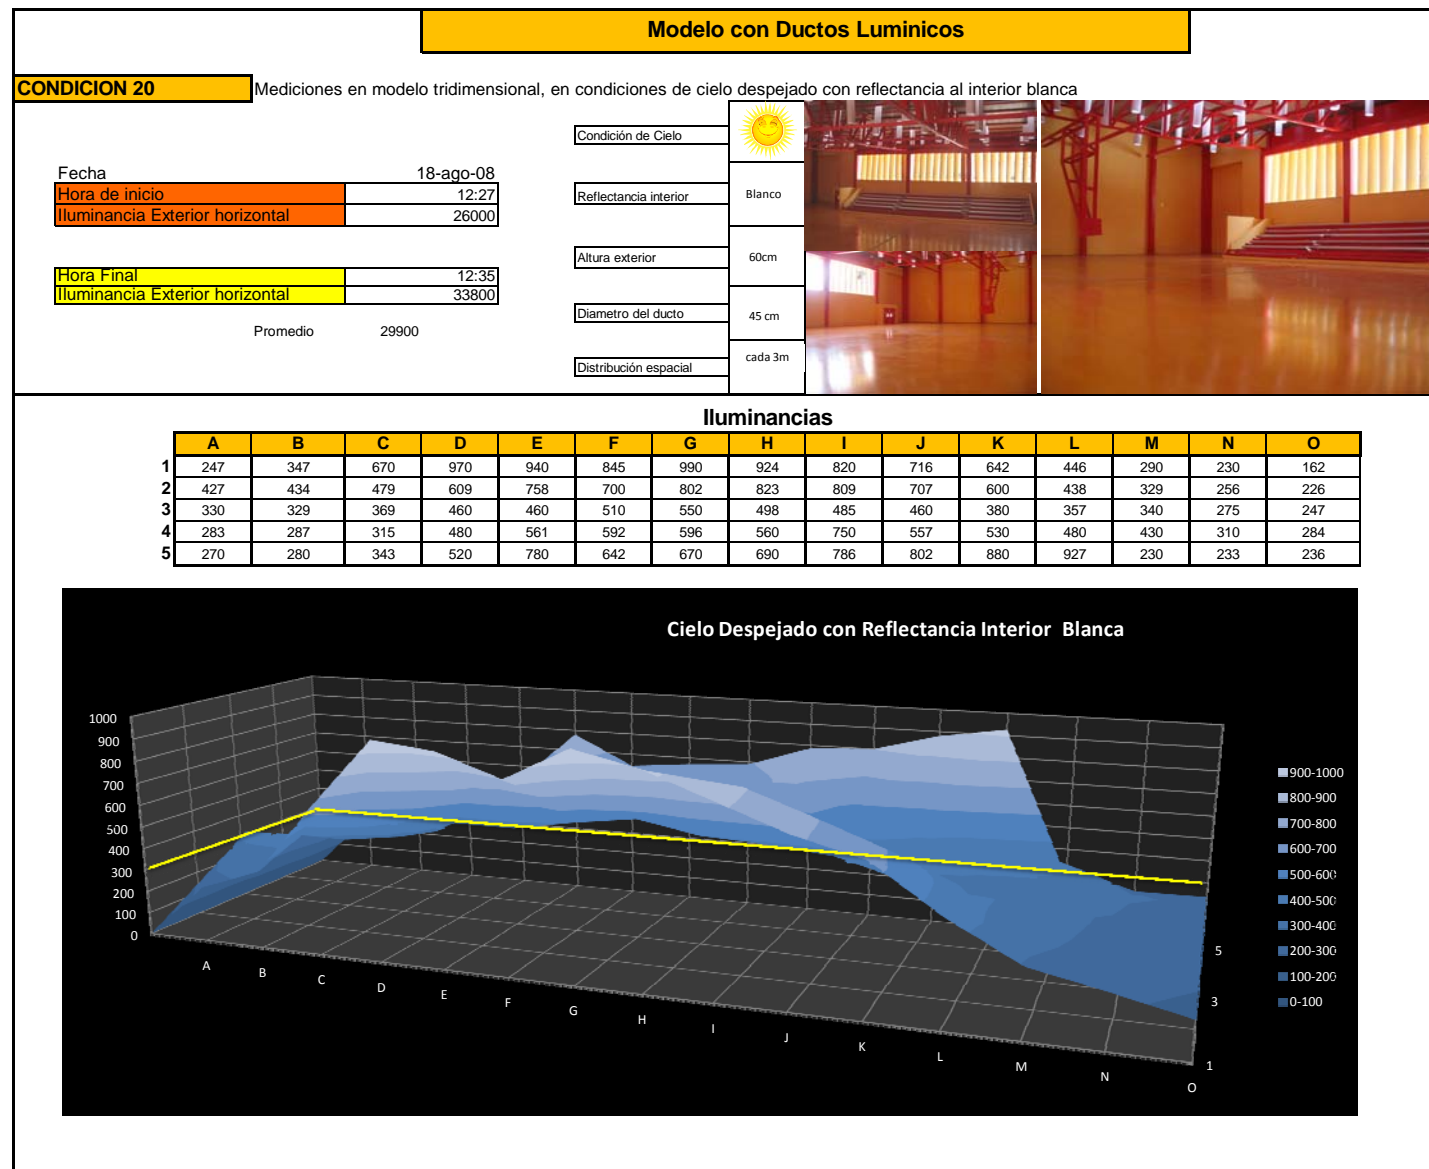 Modelo con Ductos Luminicos
CONDICION 20 Mediciones en modelo tridimensional, en condiciones de cielo despejado con reflectancia al interior blanca
Condición de Cielo
Fecha 18-ago-08
Hora de inicio 12:27
Iluminancia Exterior horizontal 26000
Reflectancia interior Blanco
Altura exterior 60cm
Hora Final 12:35
Iluminancia Exterior horizontal 33800
Diametro del ducto 45 cm
Promedio 29900
Distribución espacial cada 3m
Iluminancias
A B C D E F G H I J K L M N O
1 247 347 670 970 940 845 990 924 820 716 642 446 290 230 162
2 427 434 479 609 758 700 802 823 809 707 600 438 329 256 226
3 330 329 369 460 460 510 550 498 485 460 380 357 340 275 247
4 283 287 315 480 561 592 596 560 750 557 530 480 430 310 284
5 270 280 343 520 780 642 670 690 786 802 880 927 230 233 236
Cielo Despejado con Reflectancia Interior Blanca
1000
900
800
700
600
500
400
300
200
100
0
A B C D E F G H I J K L M N O
5
3
1
900-1000
800-900
700-800
600-700
500-600
400-500
300-400
200-300
100-200
0-100